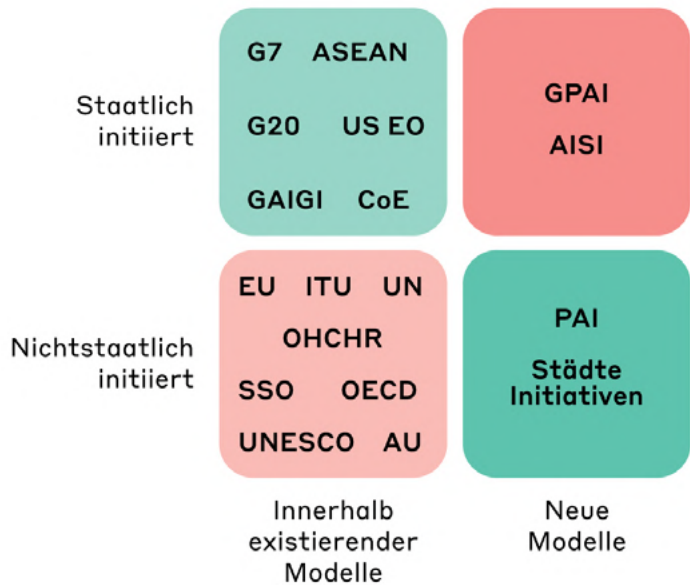 Staatlich
initiiert
G7 ASEAN
G20 US EO
GAIGI CoE
GPAI
AISI
Nichtstaatlich
initiiert
EU ITU UN
OHCHR
SSO OECD
UNESCO AU
PAI
Städte
Initiativen
Innerhalb
existierender
Modelle
Neue
Modelle